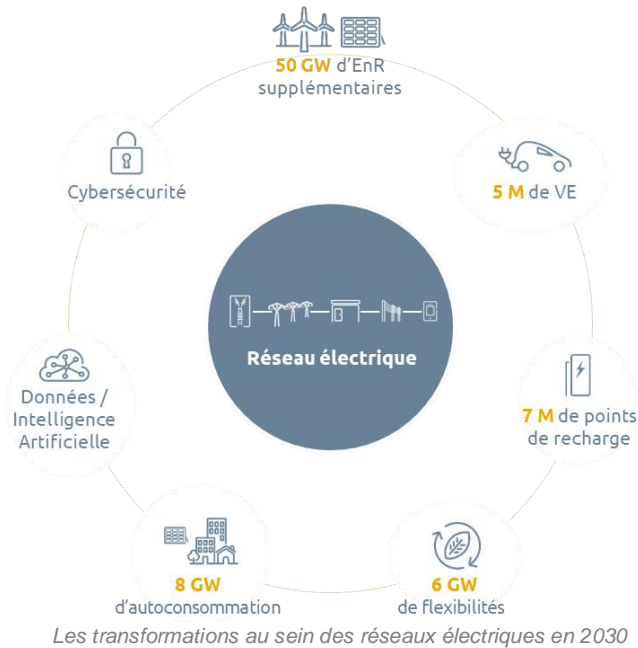 50 GW d'EnR
supplémentaires
Cybersécurité
5 M de VE
Réseau électrique
Données /
Intelligence
Artificielle
7 M de points
de recharge
8 GW
d'autoconsommation
6 GW
de flexibilités
Les transformations au sein des réseaux électriques en 2030